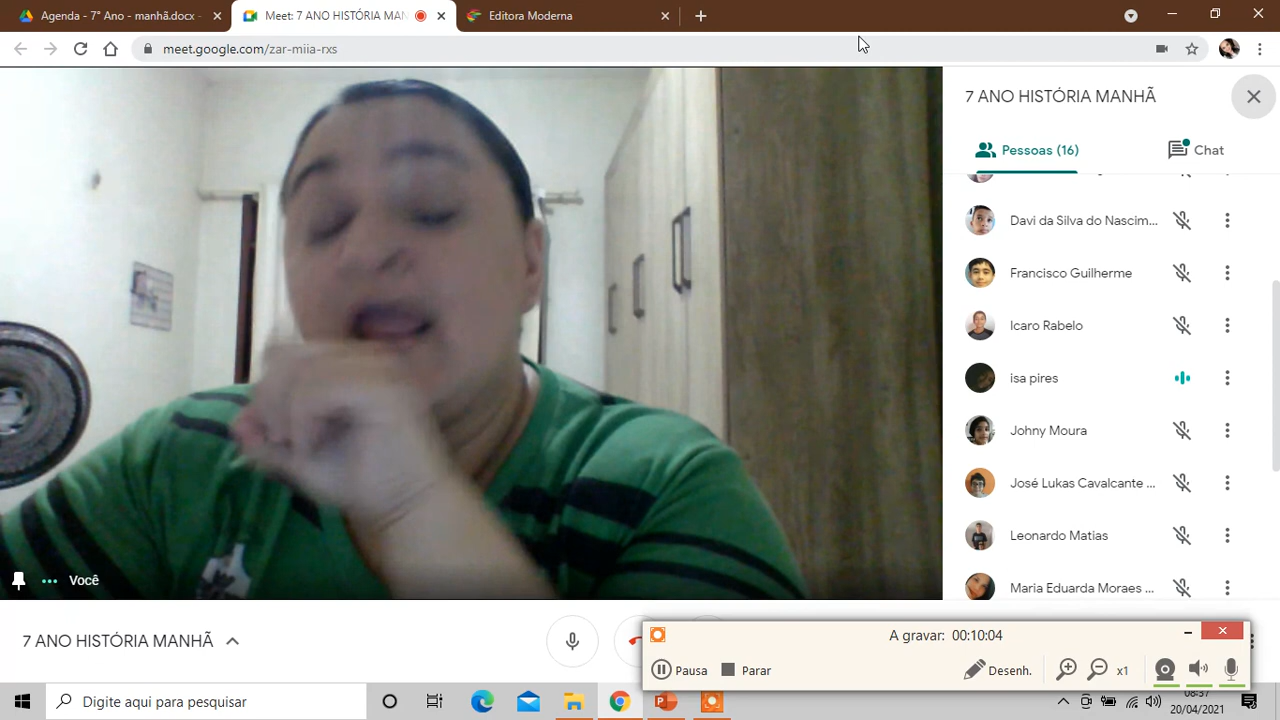 Agenda - 7° Ano - manhã.docx -
Meet: 7 ANO HISTÓRIA MAN
Editora Moderna
meet.google.com/zar-miia-rxs
7 ANO HISTÓRIA MANHÃ
Pessoas (16)
Chat
Davi da Silva do Nascim...
Francisco Guilherme
Icaro Rabelo
isa pires
Johny Moura
José Lukas Cavalcante ...
Leonardo Matias
Maria Eduarda Moraes ...
Você
7 ANO HISTÓRIA MANHÃ
A gravar: 00:10:04
Pausa
Parar
Desenh.
x1
Digite aqui para pesquisar
08:37
20/04/2021